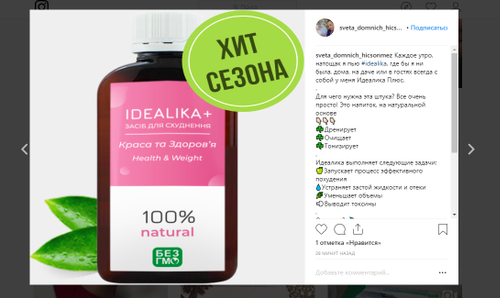 ХИТ
СЕЗОНА
IDEALIKA+
ЗАСІБ ДЛЯ СХУДНЕННЯ
Краса та Здоров'я
Health & Weight
100%
natural
БЕЗ
ГМО
sveta_domnich_hics... • Подписаться
sveta_domnich_hicsonmez Каждое утро,
натощак я пью #idealika, где бы я ни
была, дома, на даче или в гостях всегда с
собой у меня Идеалика Плюс.
.
Для чего нужна эта штука? Все очень
просто! Это напиток, на натуральной
основе
👇👇👇
🌳Дренирует
🌳Очищает
🌳Тонизирует
.
Идеалика выполняет следующие задачи:
🍏Запускает процесс эффективного
похудения
💧Устраняет застой жидкости и отеки
Уменьшает объемы
Выводит токсины
1 отметка «Нравится»
НАЗАД
Добавьте комментарий...